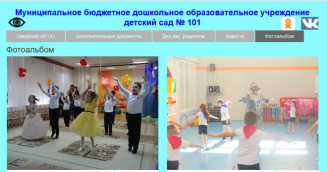 Муниципальное бюджетное дошкольное образовательное учреждение
детский сад № 101
Сведения об ОО Дополнительные документы Для вас, родители Новости Фотоальбом
Фотоальбом